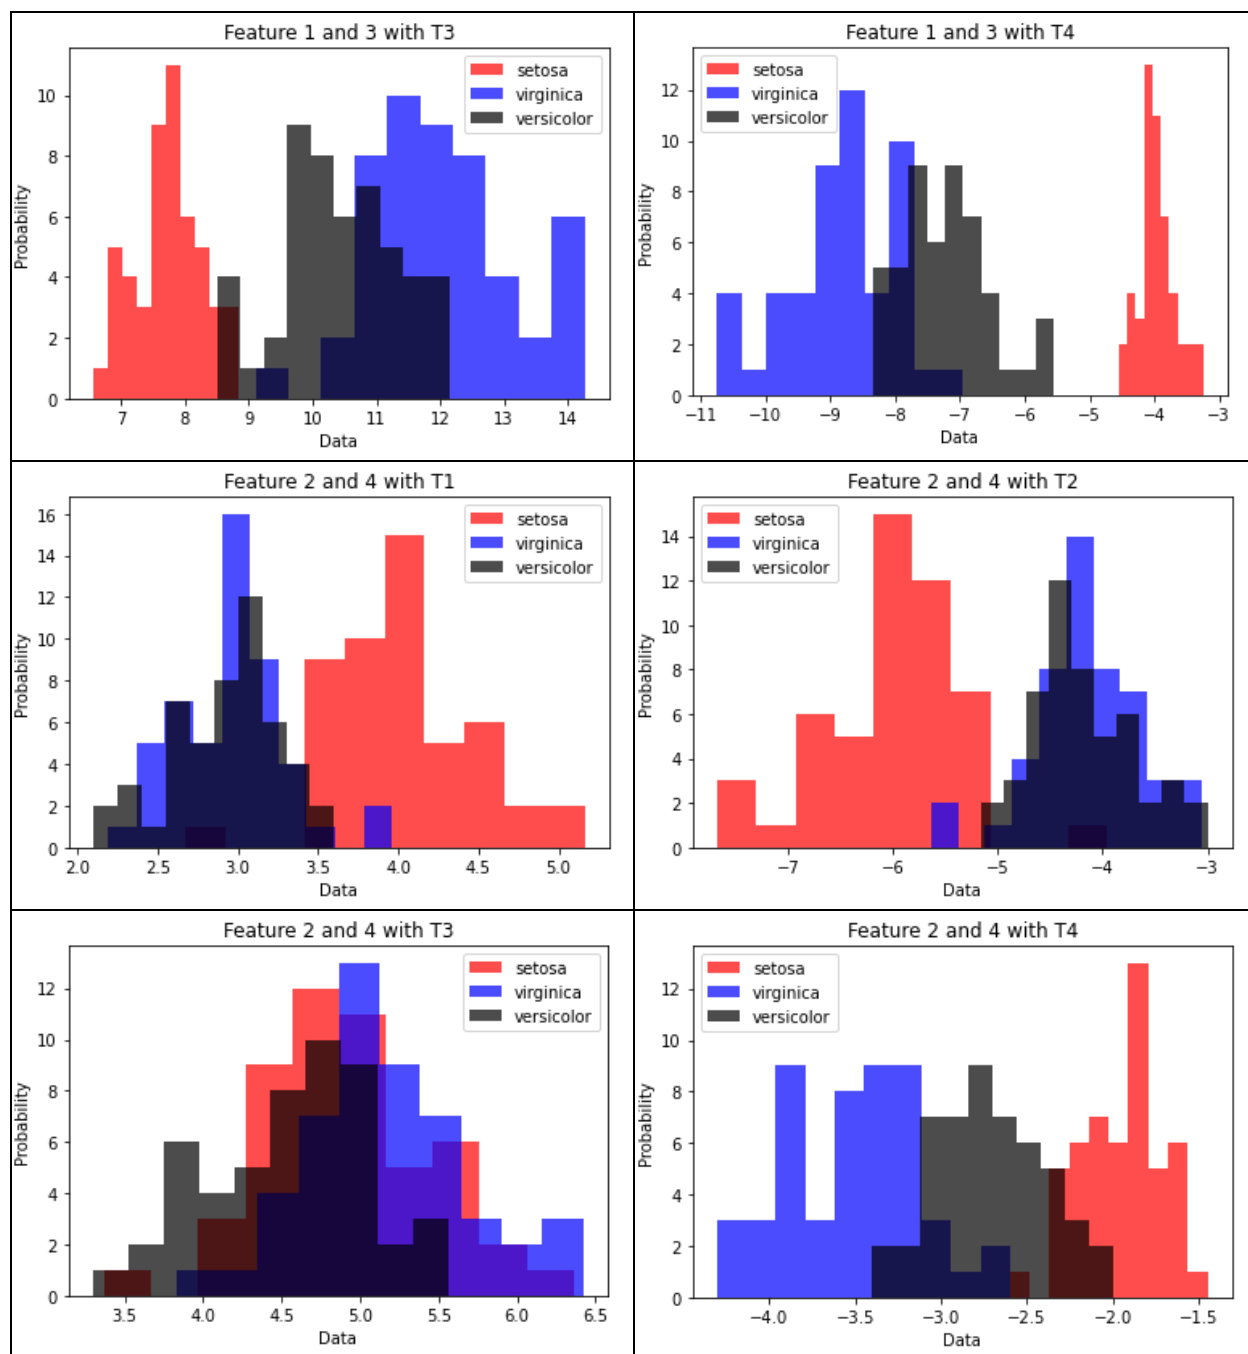 Feature 1 and 3 with T3
setosa
virginica
versicolor
Probability
10
8
6
4
2
0
7 8 9 10 11 12 13 14
Data
Feature 1 and 3 with T4
setosa
virginica
versicolor
Probability
12
10
8
6
4
2
0
−11 −10 −9 −8 −7 −6 −5 −4 −3
Data
Feature 2 and 4 with T1
setosa
virginica
versicolor
Probability
16
14
12
10
8
6
4
2
0
2.0 2.5 3.0 3.5 4.0 4.5 5.0
Data
Feature 2 and 4 with T2
setosa
virginica
versicolor
Probability
14
12
10
8
6
4
2
0
−7 −6 −5 −4 −3
Data
Feature 2 and 4 with T3
setosa
virginica
versicolor
Probability
12
10
8
6
4
2
0
3.5 4.0 4.5 5.0 5.5 6.0 6.5
Data
Feature 2 and 4 with T4
setosa
virginica
versicolor
Probability
12
10
8
6
4
2
0
−4.0 −3.5 −3.0 −2.5 −2.0 −1.5
Data